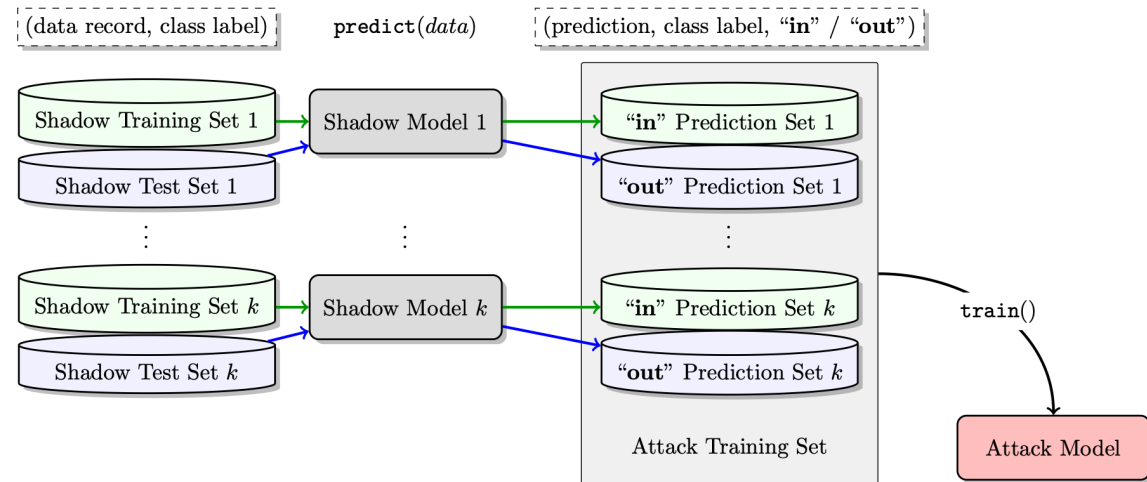 (data record, class label)
predict(data)
(prediction, class label, “in” / “out”)
Shadow Training Set 1
Shadow Model 1
“in” Prediction Set 1
Shadow Test Set 1
“out” Prediction Set 1
⋮ ⋮ ⋮
Shadow Training Set k
Shadow Model k
“in” Prediction Set k
train()
Shadow Test Set k
“out” Prediction Set k
Attack Training Set
Attack Model